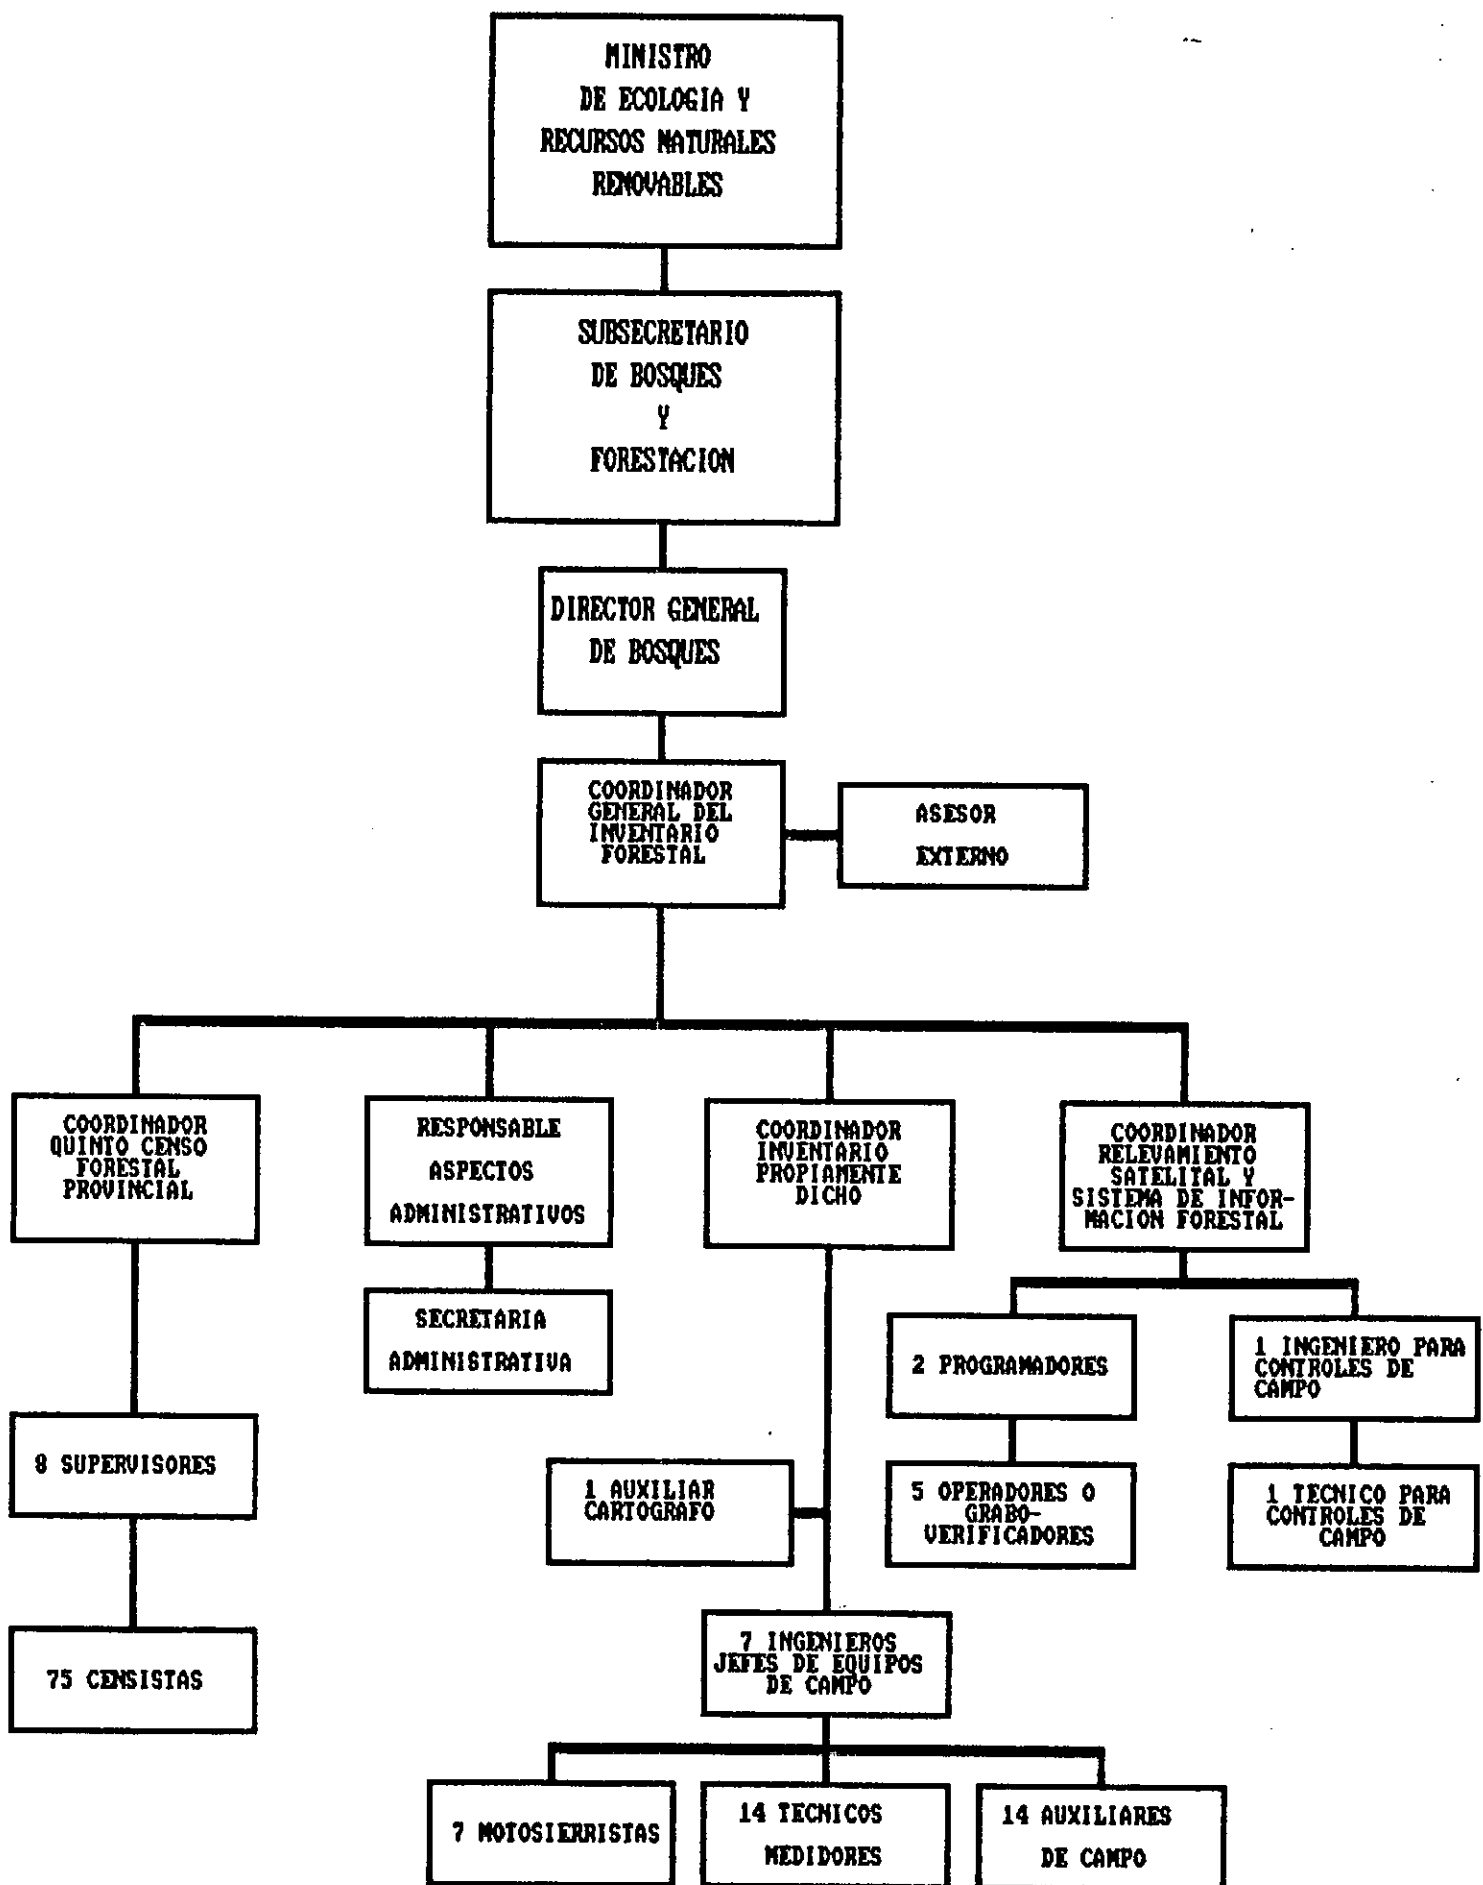 MINISTRO
DE ECOLOGIA Y
RECURSOS NATURALES
RENOVABLES
SUBSECRETARIO
DE BOSQUES
Y
FORESTACION
DIRECTOR GENERAL
DE BOSQUES
COORDINADOR
GENERAL DEL
INVENTARIO
FORESTAL
ASESOR
EXTERNO
COORDINADOR
QUINTO CENSO
FORESTAL
PROVINCIAL
RESPONSABLE
ASPECTOS
ADMINISTRATIVOS
COORDINADOR
INVENTARIO
PROPIAMENTE
DICHO
COORDINADOR
RELEVAMIENTO
SATELITAL Y
SISTEMA DE INFOR-
MACION FORESTAL
SECRETARIA
ADMINISTRATIVA
2 PROGRAMADORES
1 INGENIERO PARA
CONTROLES DE
CAMPO
8 SUPERVISORES
1 AUXILIAR
CARTOGRAFO
5 OPERADORES O
GRABO-
VERIFICADORES
1 TECNICO PARA
CONTROLES DE
CAMPO
75 CENSISTAS
7 INGENIEROS
JEFES DE EQUIPOS
DE CAMPO
7 MOTOSIERRISTAS
14 TECNICOS
MEDIDORES
14 AUXILIARES
DE CAMPO